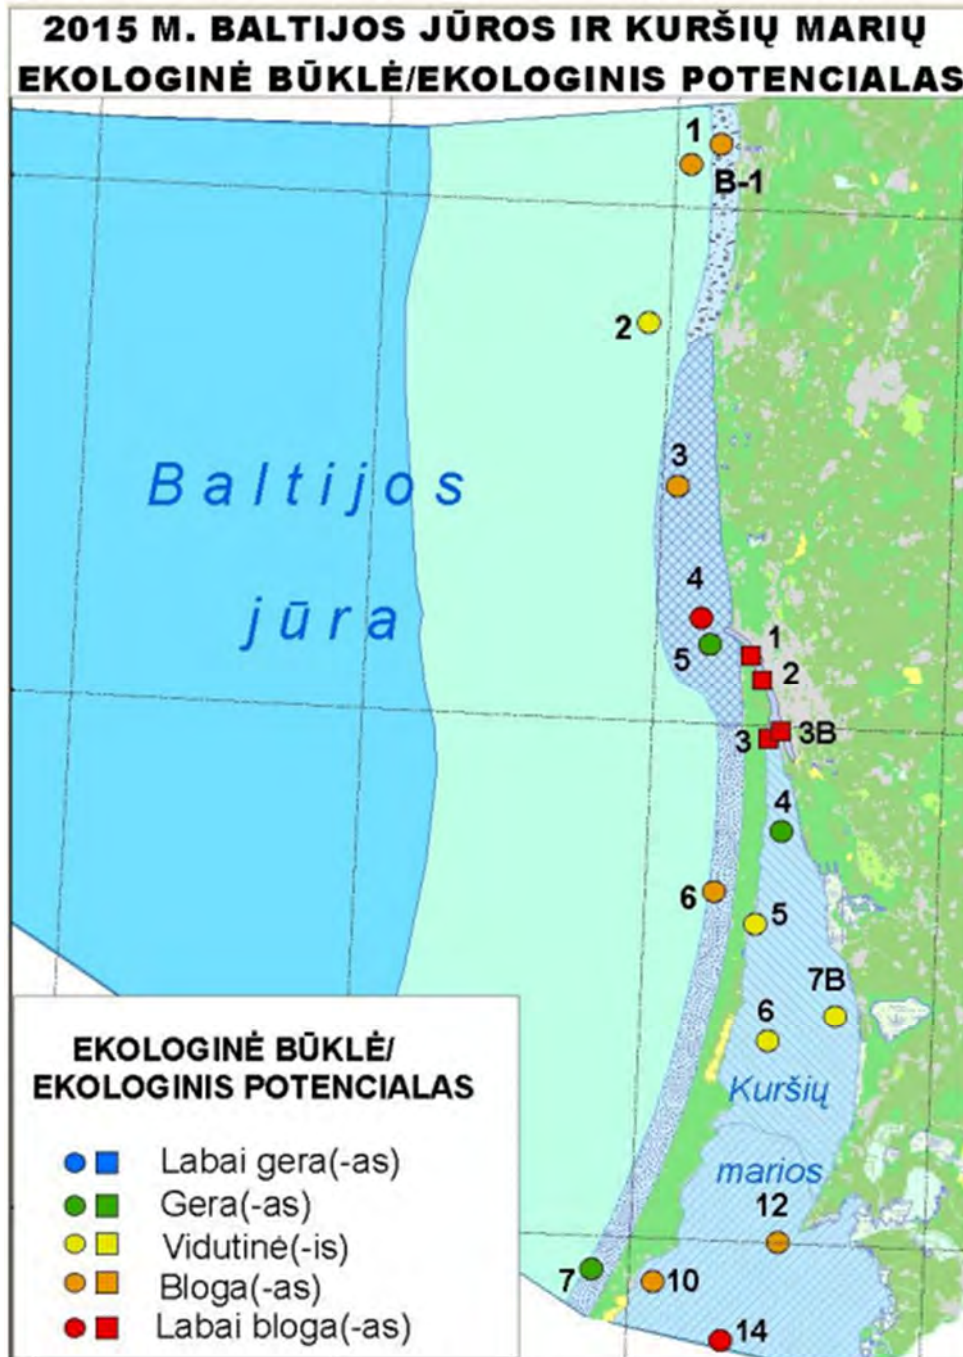 2015 M. BALTIJOS JŪROS IR KURŠIŲ MARIŲ
EKOLOGINĖ BŪKLĖ/EKOLOGINIS POTENCIALAS
1
B-1
2
3
Baltijos
jūra
4
5
1
2
3
3B
4
6
5
7B
6
Kuršių
marios
12
7
10
14
EKOLOGINĖ BŪKLĖ/
EKOLOGINIS POTENCIALAS
Labai gera(-as)
Gera(-as)
Vidutinė(-is)
Bloga(-as)
Labai bloga(-as)